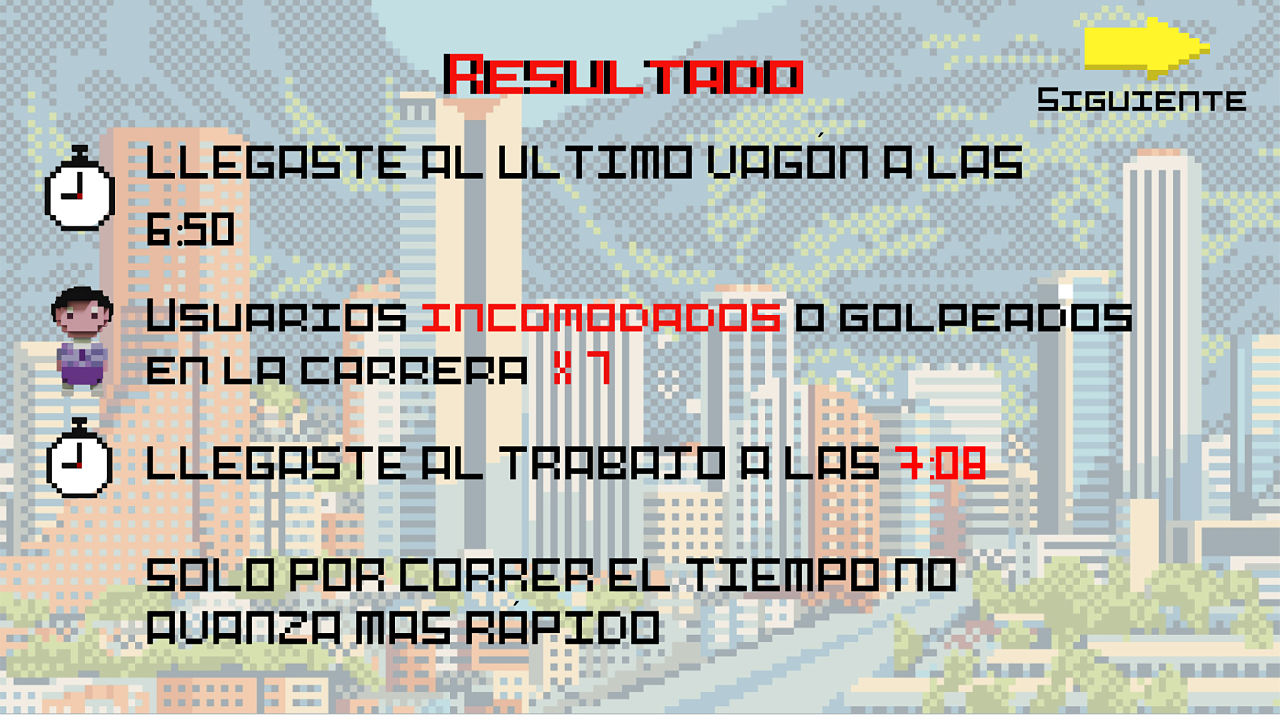 RESULTADO
SIGUIENTE
LLEGASTE AL ULTIMO VAGÓN A LAS
6:50
USUARIOS INCOMODADOS O GOLPEADOS
EN LA CARRERA X 7
LLEGASTE AL TRABAJO A LAS 7:08
SOLO POR CORRER EL TIEMPO NO
AVANZA MAS RÁPIDO